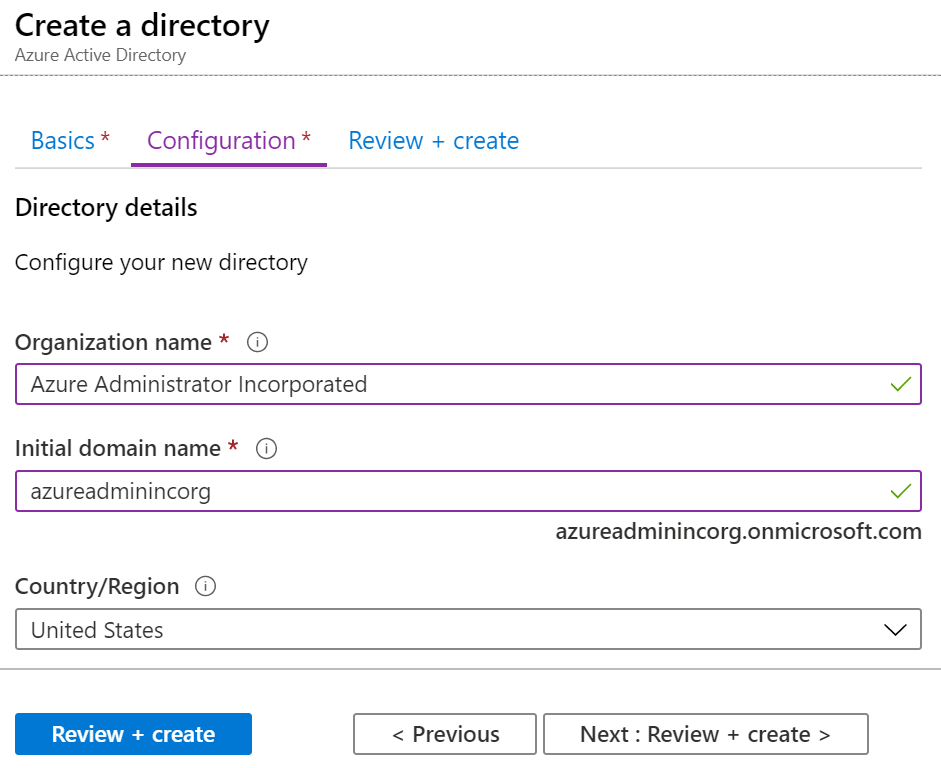 Create a directory
Azure Active Directory
Basics * Configuration * Review + create
Directory details
Configure your new directory
Organization name *
Azure Administrator Incorporated
Initial domain name *
azureadminincorg
azureadminincorg.onmicrosoft.com
Country/Region
United States
Review + create < Previous Next : Review + create >